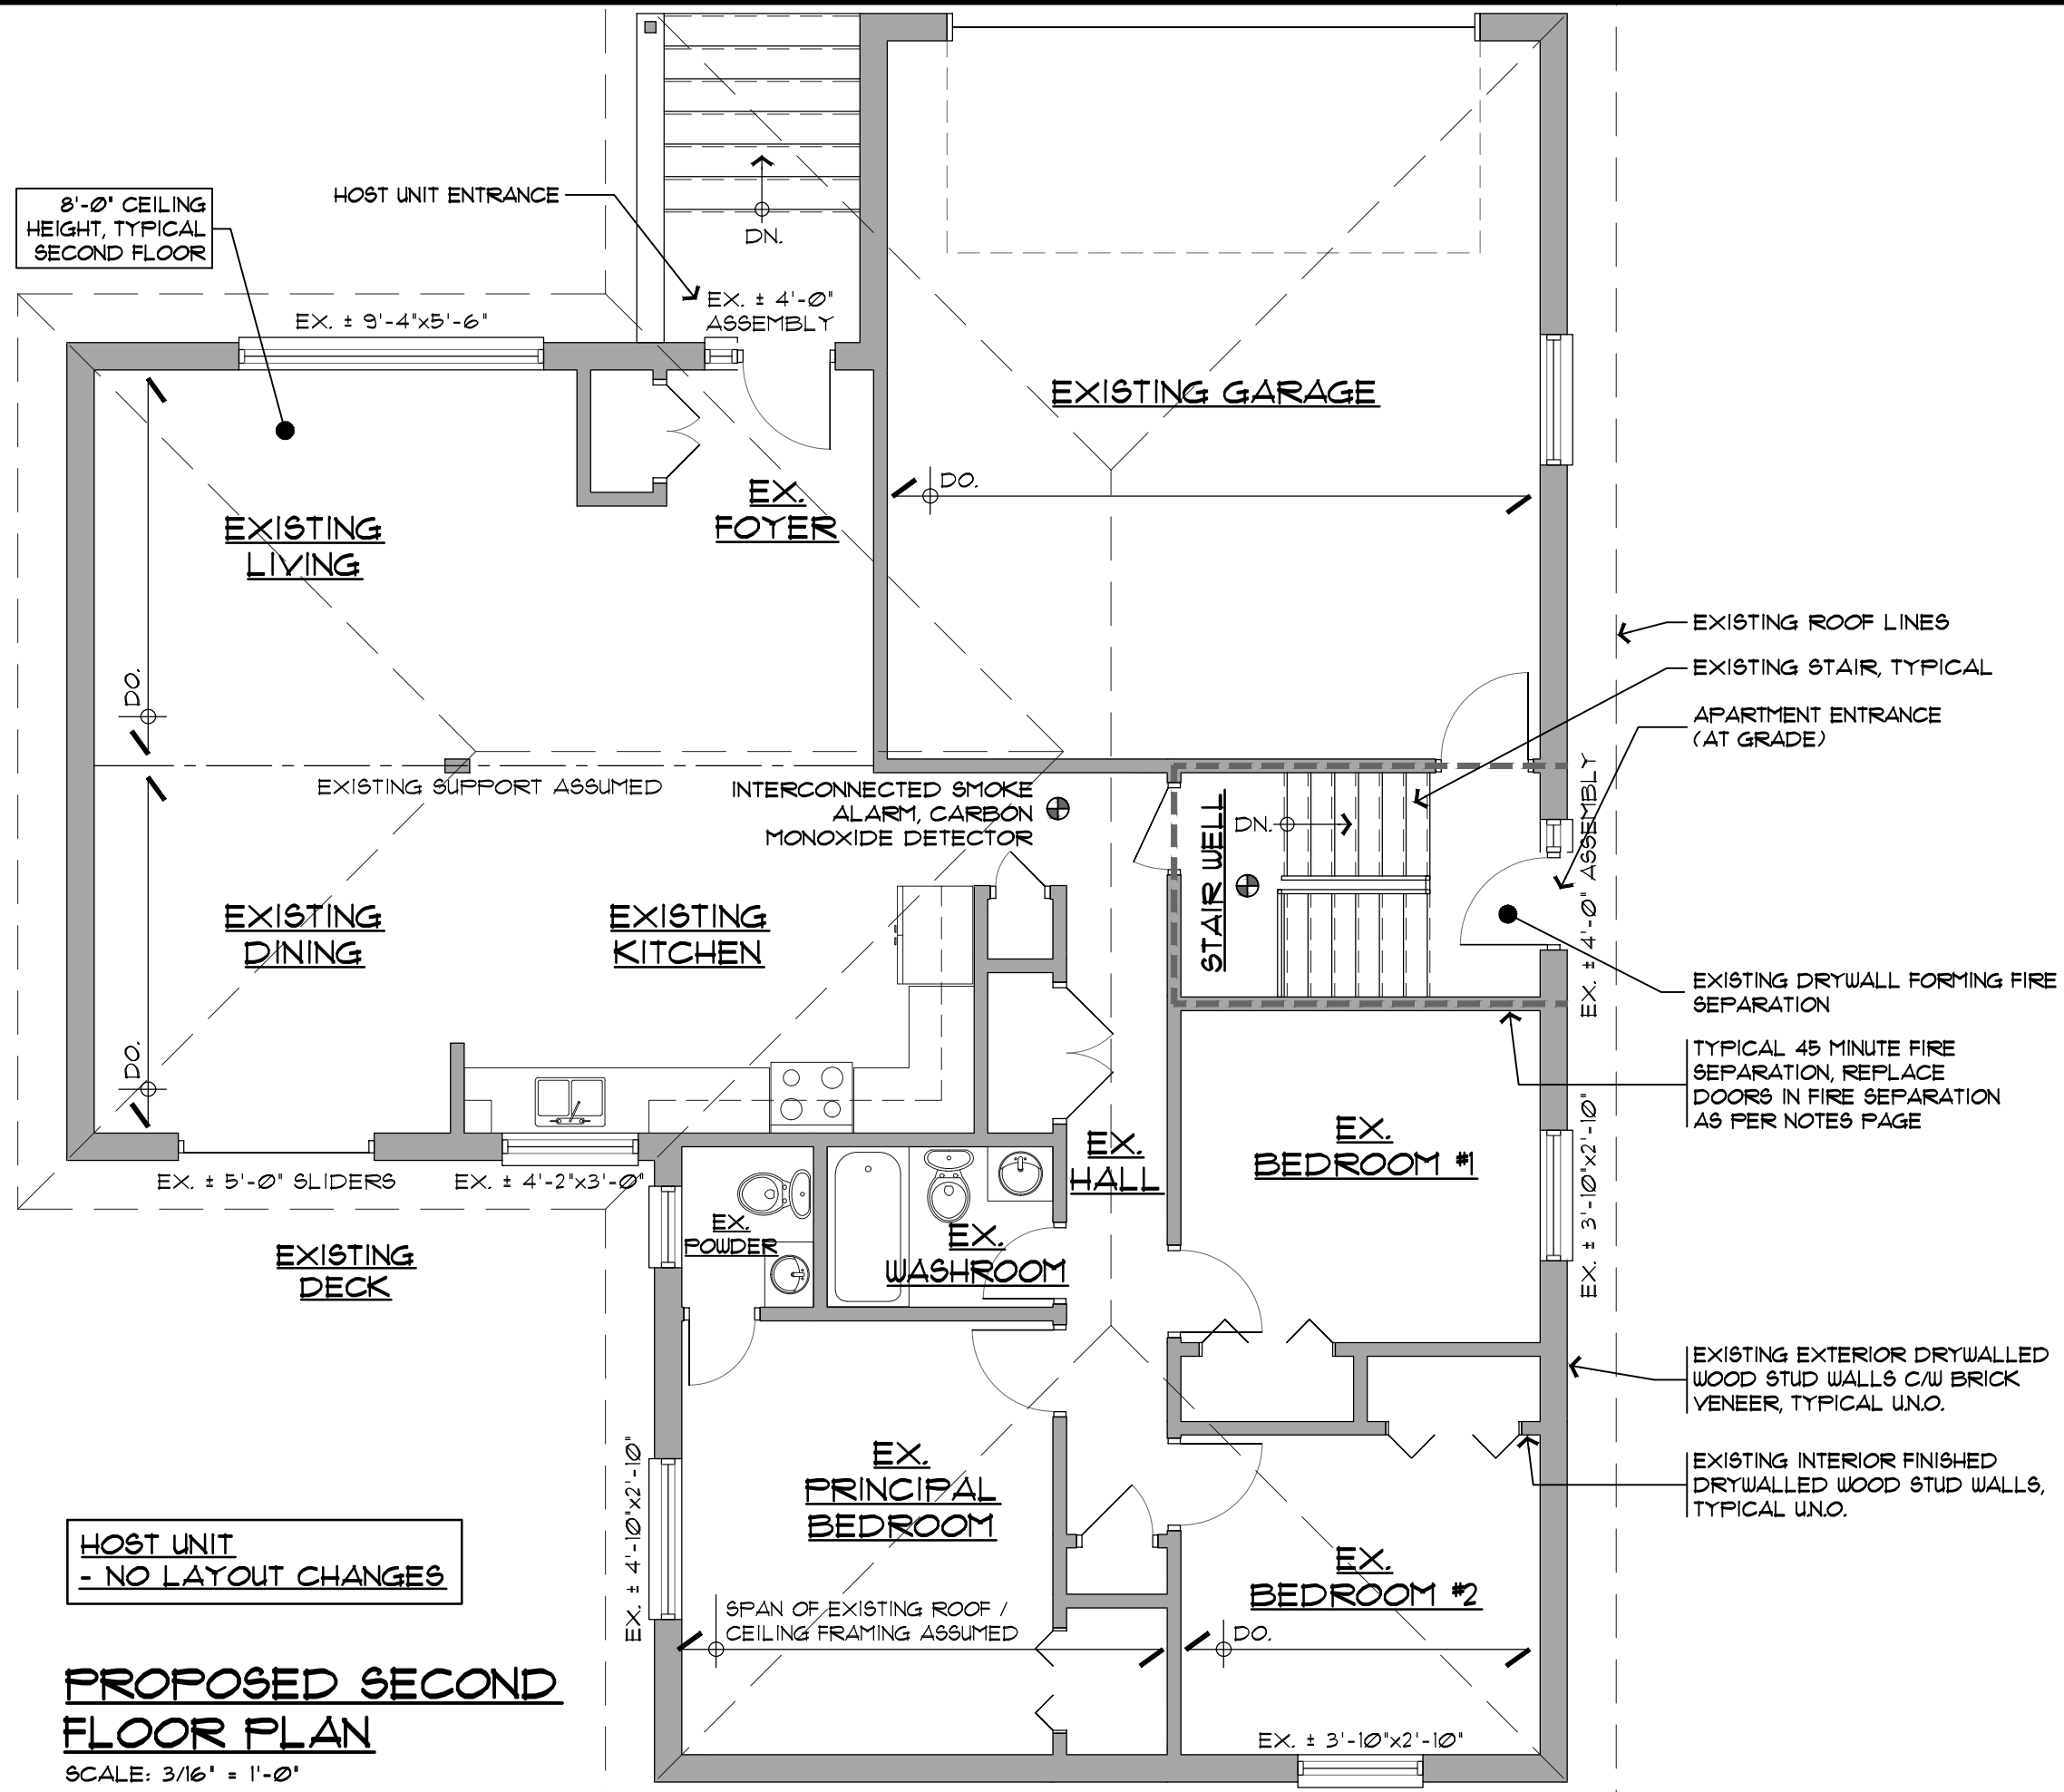 8'-0" CEILING
HEIGHT, TYPICAL
SECOND FLOOR
HOST UNIT ENTRANCE
DN.
EX. ± 4'-0"
ASSEMBLY
EX. ± 9'-4"x5'-6"
EXISTING GARAGE
DO.
EX.
FOYER
EXISTING
LIVING
DO.
EXISTING ROOF LINES
EXISTING STAIR, TYPICAL
APARTMENT ENTRANCE
(AT GRADE)
EXISTING SUPPORT ASSUMED
INTERCONNECTED SMOKE
ALARM, CARBON
MONOXIDE DETECTOR
STAIR WELL
DN.
EX. ± 4'-0" ASSEMBLY
EXISTING
DINING
EXISTING
KITCHEN
EXISTING DRYWALL FORMING FIRE
SEPARATION
TYPICAL 45 MINUTE FIRE
SEPARATION, REPLACE
DOORS IN FIRE SEPARATION
AS PER NOTES PAGE
DO.
EX.
HALL
EX.
BEDROOM #1
EX. ± 3'-10"x2'-10"
EX. ± 5'-0" SLIDERS
EX. ± 4'-2"x3'-0"
EX.
POWDER
EX.
WASHROOM
EXISTING
DECK
EXISTING EXTERIOR DRYWALLED
WOOD STUD WALLS C/W BRICK
VENEER, TYPICAL U.N.O.
EXISTING INTERIOR FINISHED
DRYWALLED WOOD STUD WALLS,
TYPICAL U.N.O.
EX.
PRINCIPAL
BEDROOM
EX. ± 4'-10"x2'-10"
HOST UNIT
- NO LAYOUT CHANGES
EX.
BEDROOM #2
SPAN OF EXISTING ROOF /
CEILING FRAMING ASSUMED
DO.
EX. ± 3'-10"x2'-10"
PROPOSED SECOND
FLOOR PLAN
SCALE: 3/16" = 1'-0"